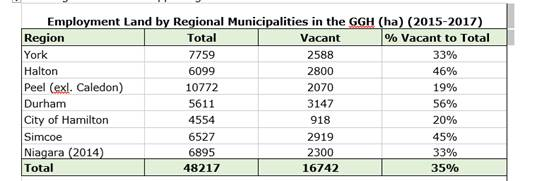 Employment Land by Regional Municipalities in the GGH (ha) (2015-2017)
Region Total Vacant % Vacant to Total
York 7759 2588 33%
Halton 6099 2800 46%
Peel (exl. Caledon) 10772 2070 19%
Durham 5611 3147 56%
City of Hamilton 4554 918 20%
Simcoe 6527 2919 45%
Niagara (2014) 6895 2300 33%
Total 48217 16742 35%